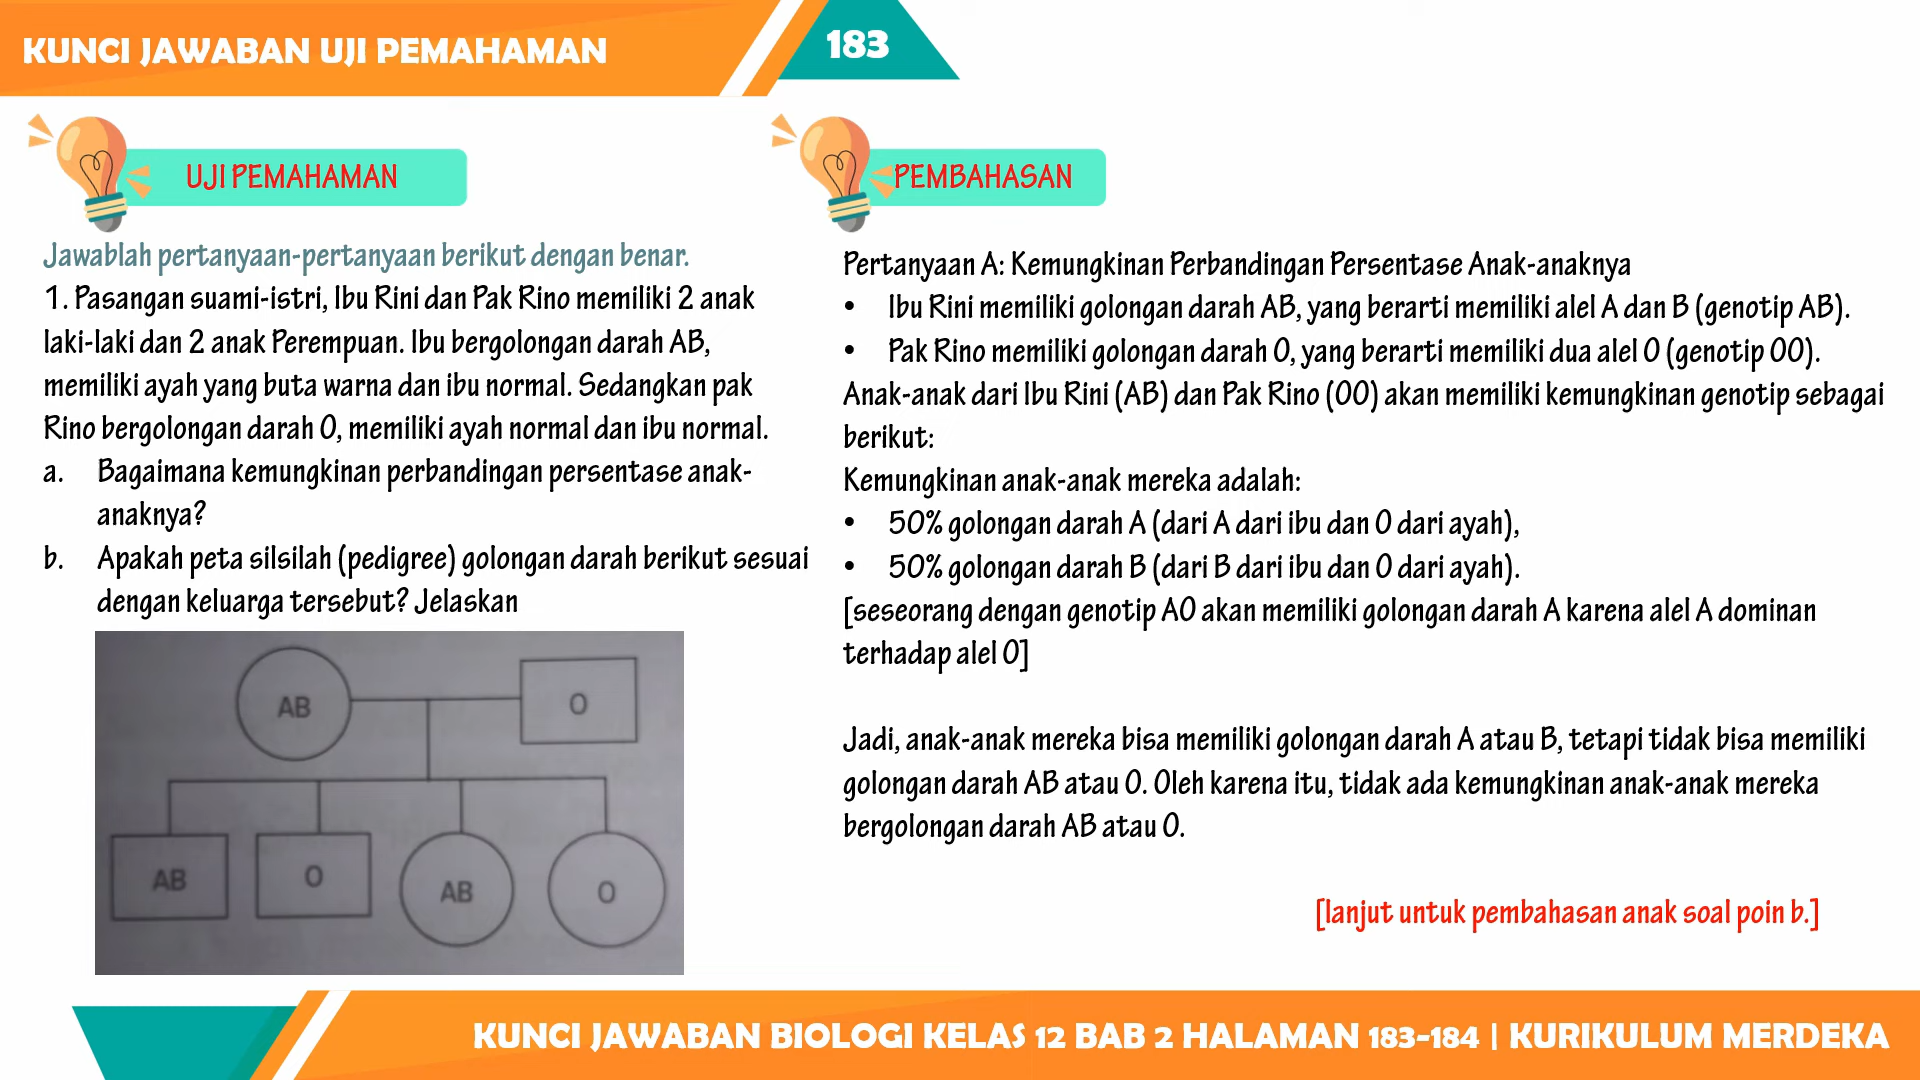 KUNCI JAWABAN UJI PEMAHAMAN
183
UJI PEMAHAMAN
Jawablah pertanyaan-pertanyaan berikut dengan benar.
1. Pasangan suami-istri, Ibu Rini dan Pak Rino memiliki 2 anak
laki-laki dan 2 anak Perempuan. Ibu bergolongan darah AB,
memiliki ayah yang buta warna dan ibu normal. Sedangkan pak
Rino bergolongan darah O, memiliki ayah normal dan ibu normal.
a. Bagaimana kemungkinan perbandingan persentase anak-
anaknya?
b. Apakah peta silsilah (pedigree) golongan darah berikut sesuai
dengan keluarga tersebut? Jelaskan
AB
O
AB
O
AB
O
PEMBAHASAN
Pertanyaan A: Kemungkinan Perbandingan Persentase Anak-anaknya
• Ibu Rini memiliki golongan darah AB, yang berarti memiliki alel A dan B (genotip AB).
• Pak Rino memiliki golongan darah O, yang berarti memiliki dua alel O (genotip OO).
Anak-anak dari Ibu Rini (AB) dan Pak Rino (OO) akan memiliki kemungkinan genotip sebagai
berikut:
Kemungkinan anak-anak mereka adalah:
• 50% golongan darah A (dari A dari ibu dan O dari ayah),
• 50% golongan darah B (dari B dari ibu dan O dari ayah).
[seseorang dengan genotip AO akan memiliki golongan darah A karena alel A dominan
terhadap alel O]
Jadi, anak-anak mereka bisa memiliki golongan darah A atau B, tetapi tidak bisa memiliki
golongan darah AB atau O. Oleh karena itu, tidak ada kemungkinan anak-anak mereka
bergolongan darah AB atau O.
[lanjut untuk pembahasan anak soal poin b.]
KUNCI JAWABAN BIOLOGI KELAS 12 BAB 2 HALAMAN 183-184 | KURIKULUM MERDEKA